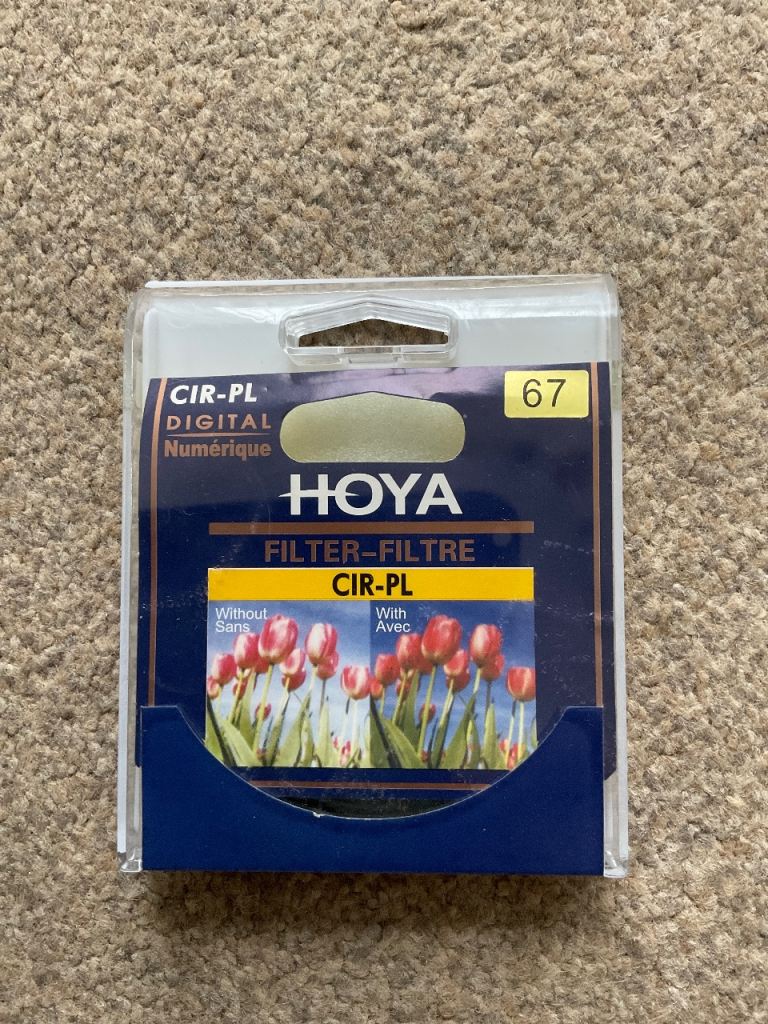 CIR-PL
67
DIGITAL
Numérique
HOYA
FILTER-FILTRE
CIR-PL
Without
Sans
With
Avec